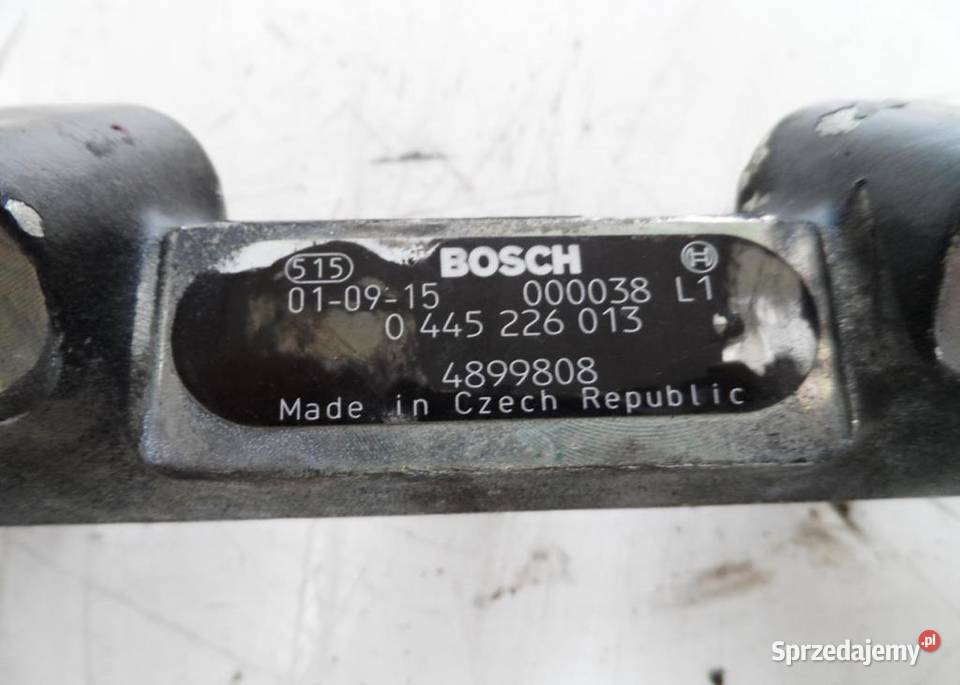 515 BOSCH
01-09-15 000038 L1
0 445 226 013
4899808
Made in Czech Republic
Sprzedajemy.pl